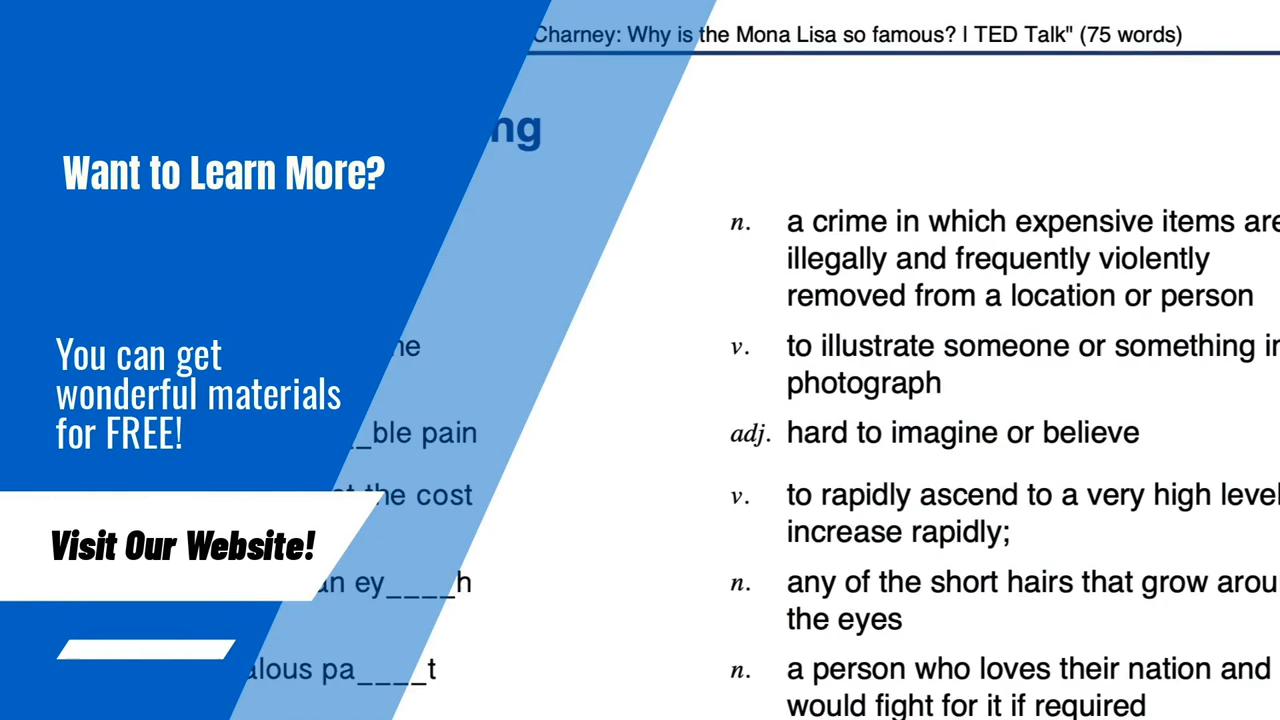 Charney: Why is the Mona Lisa so famous? | TED Talk" (75 words)
ng
Want to Learn More?
You can get
wonderful materials
for FREE!
Visit Our Website!
n. a crime in which expensive items are
illegally and frequently violently
removed from a location or person
he
v. to illustrate someone or something in
photograph
_ble pain
adj. hard to imagine or believe
the cost
v. to rapidly ascend to a very high level
increase rapidly;
an ey____h
n. any of the short hairs that grow arou
the eyes
alous pa____t
n. a person who loves their nation and
would fight for it if required